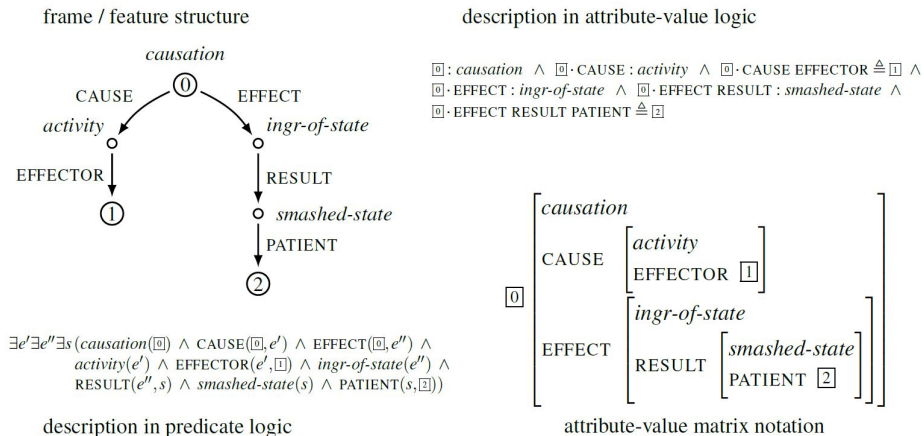 frame / feature structure
causation
0
CAUSE
EFFECT
activity
ingr-of-state
EFFECTOR
RESULT
1
smashed-state
PATIENT
2
∃e′∃e″∃s(causation(0) ∧ CAUSE(0,e′) ∧ EFFECT(0,e″) ∧
activity(e′) ∧ EFFECTOR(e′,1) ∧ ingr-of-state(e″) ∧
RESULT(e″,s) ∧ smashed-state(s) ∧ PATIENT(s,2))
description in predicate logic
description in attribute-value logic
0 : causation ∧ 0 · CAUSE : activity ∧ 0 · CAUSE EFFECTOR ≜ 1 ∧
0 · EFFECT : ingr-of-state ∧ 0 · EFFECT RESULT : smashed-state ∧
0 · EFFECT RESULT PATIENT ≜ 2
causation
activity
CAUSE
EFFECTOR 1
0
ingr-of-state
EFFECT
smashed-state
RESULT
PATIENT 2
attribute-value matrix notation